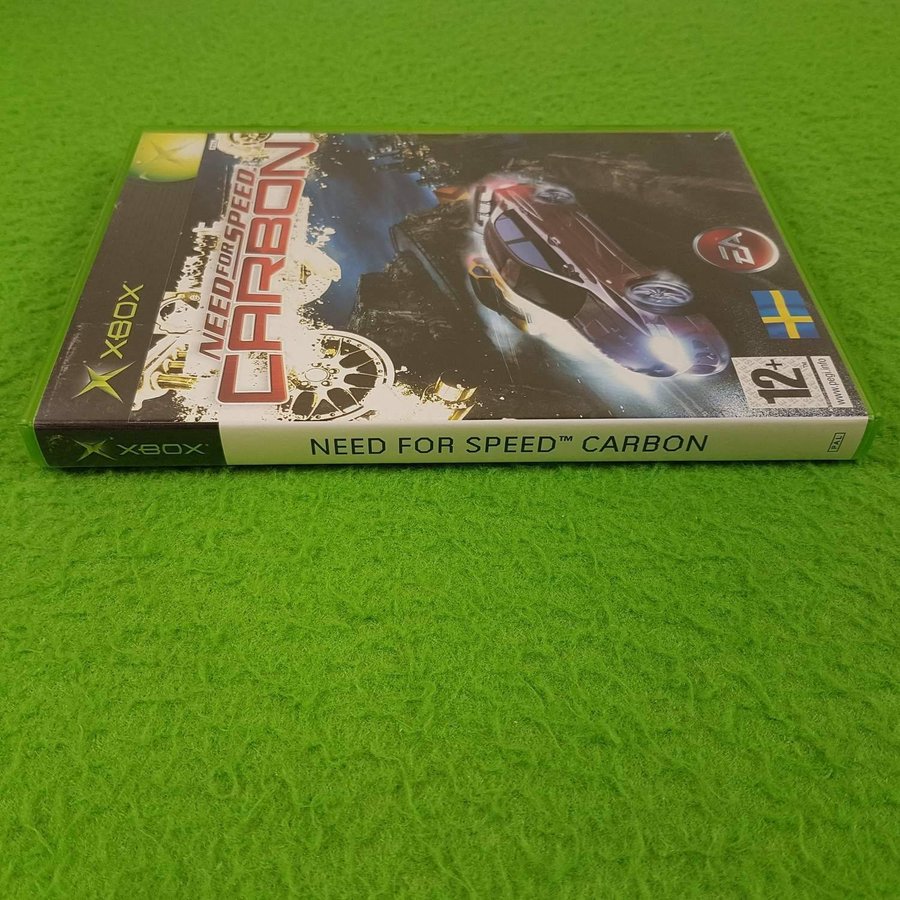 XBOX
NEED FOR SPEED
CARBON
EA
12+
www.pegi.info
XBOX
NEED FOR SPEED™ CARBON
PAL